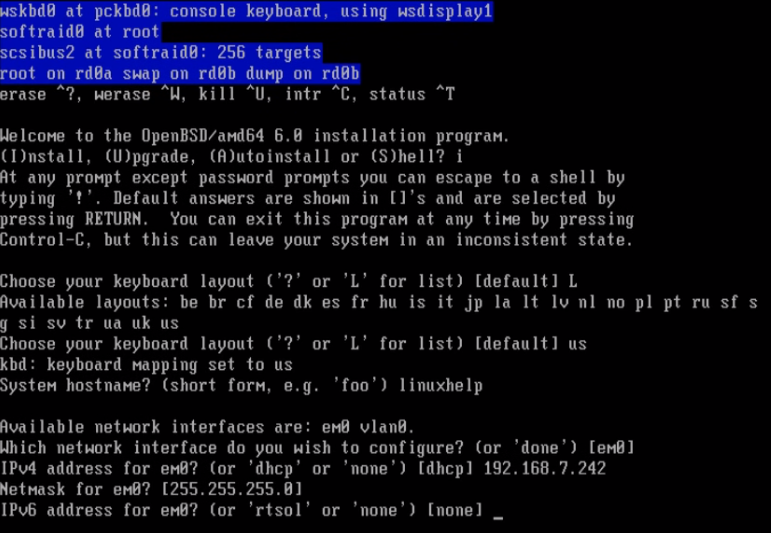 wskbd0 at pckbd0: console keyboard, using wsdisplay1
softraid0 at root
scsibus2 at softraid0: 256 targets
root on rd0a swap on rd0b dump on rd0b
erase ^?, werase ^W, kill ^U, intr ^C, status ^T
Welcome to the OpenBSD/amd64 6.0 installation program.
(I)nstall, (U)pgrade, (A)utoinstall or (S)hell? i
At any prompt except password prompts you can escape to a shell by
typing '!'. Default answers are shown in []'s and are selected by
pressing RETURN.  You can exit this program at any time by pressing
Control-C, but this can leave your system in an inconsistent state.
Choose your keyboard layout ('?' or 'L' for list) [default] L
Available layouts: be br cf de dk es fr hu is it jp la lt lv nl no pl pt ru sf s
g si sv tr ua uk us
Choose your keyboard layout ('?' or 'L' for list) [default] us
kbd: keyboard mapping set to us
System hostname? (short form, e.g. 'foo') linuxhelp
Available network interfaces are: em0 vlan0.
Which network interface do you wish to configure? (or 'done') [em0]
IPv4 address for em0? (or 'dhcp' or 'none') [dhcp] 192.168.7.242
Netmask for em0? [255.255.255.0]
IPv6 address for em0? (or 'rtsol' or 'none') [none] _